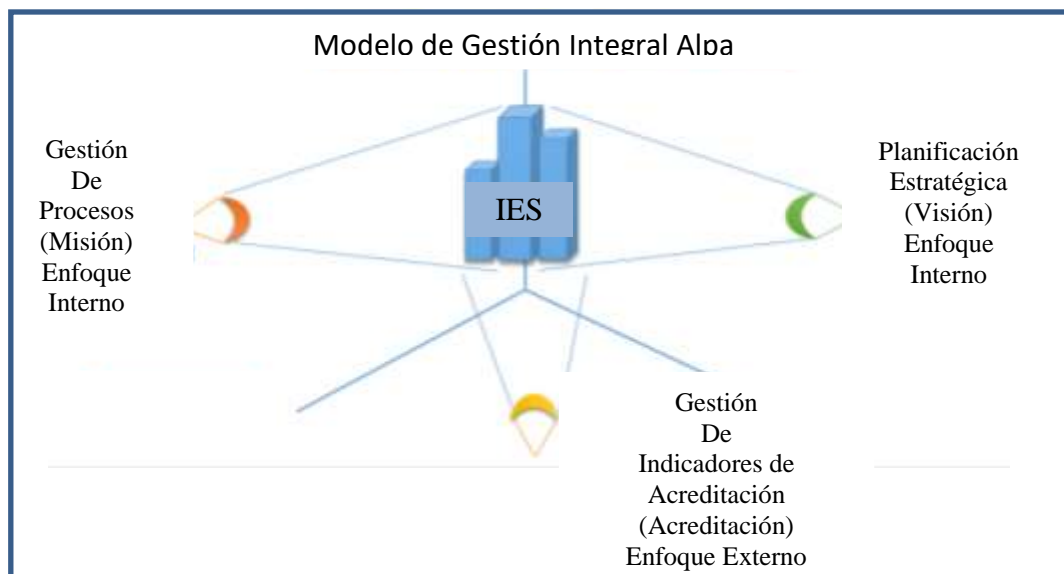 Modelo de Gestión Integral Alpa
Gestión
De
Procesos
(Misión)
Enfoque
Interno
IES
Planificación
Estratégica
(Visión)
Enfoque
Interno
Gestión
De
Indicadores de
Acreditación
(Acreditación)
Enfoque Externo